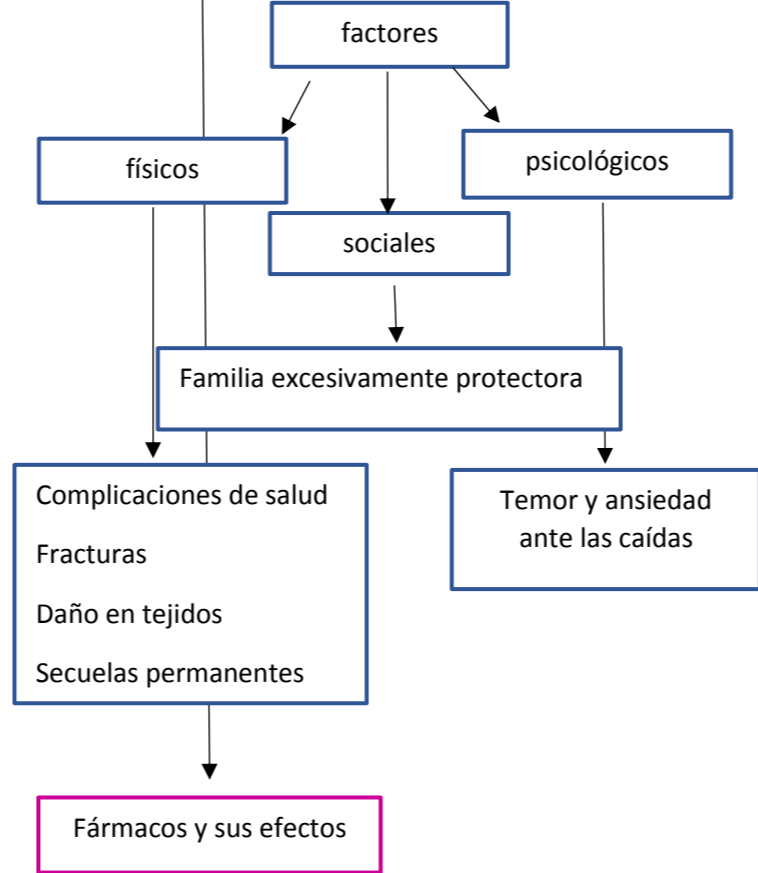 factores
físicos
psicológicos
sociales
Familia excesivamente protectora
Complicaciones de salud
Fracturas
Daño en tejidos
Secuelas permanentes
Temor y ansiedad
ante las caídas
Fármacos y sus efectos